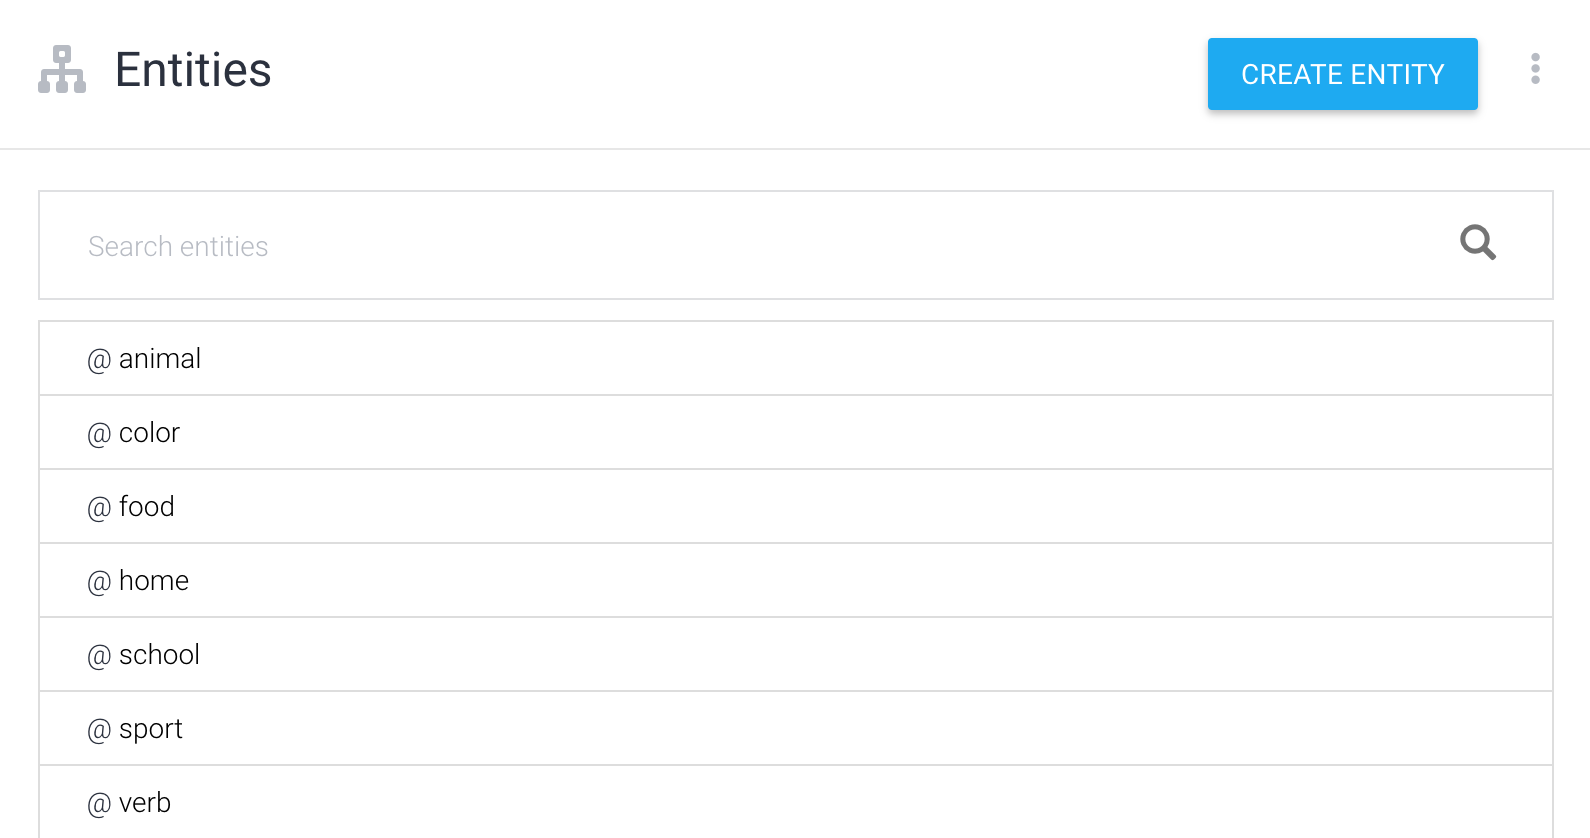 Entities
CREATE ENTITY
Search entities
@ animal
@ color
@ food
@ home
@ school
@ sport
@ verb